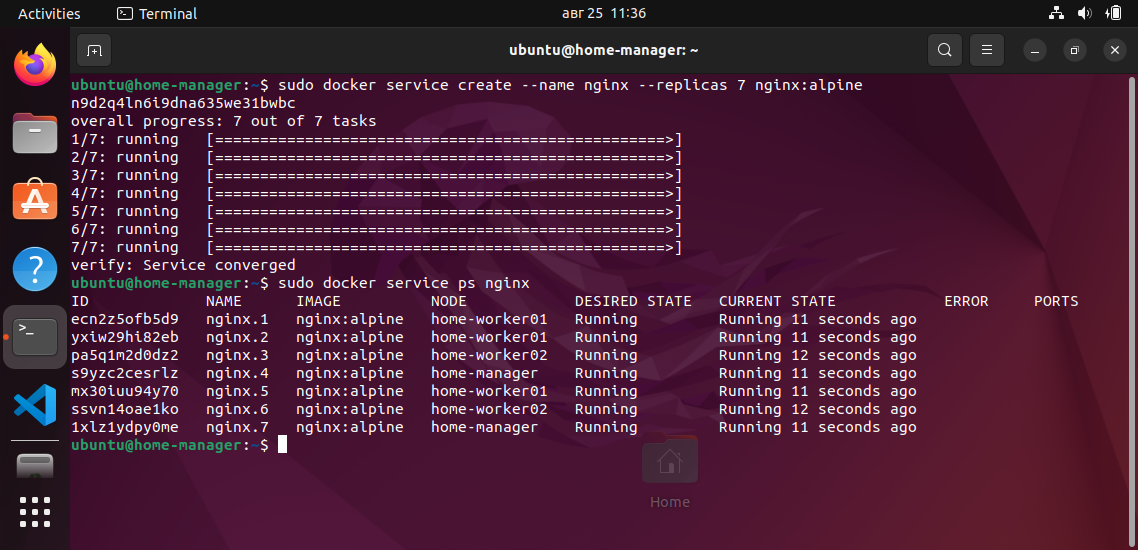 Activities
Terminal
авг 25 11:36
ubuntu@home-manager: ~
ubuntu@home-manager:~$ sudo docker service create --name nginx --replicas 7 nginx:alpine
n9d2q4ln6i9dna635we31bwbc
overall progress: 7 out of 7 tasks
1/7: running [==================================================>]
2/7: running [==================================================>]
3/7: running [==================================================>]
4/7: running [==================================================>]
5/7: running [==================================================>]
6/7: running [==================================================>]
7/7: running [==================================================>]
verify: Service converged
ubuntu@home-manager:~$ sudo docker service ps nginx
ID NAME IMAGE NODE DESIRED STATE CURRENT STATE ERROR PORTS
ecn2z5ofb5d9 nginx.1 nginx:alpine home-worker01 Running Running 11 seconds ago
yxiw29hi82eb nginx.2 nginx:alpine home-worker01 Running Running 11 seconds ago
pa5q1m2d0dz2 nginx.3 nginx:alpine home-worker02 Running Running 12 seconds ago
s9yzc2cesrlz nginx.4 nginx:alpine home-manager Running Running 11 seconds ago
mx30iuu94y70 nginx.5 nginx:alpine home-worker01 Running Running 11 seconds ago
ssvn14oae1ko nginx.6 nginx:alpine home-worker02 Running Running 12 seconds ago
1xlz1ydpy0me nginx.7 nginx:alpine home-manager Running Running 11 seconds ago
ubuntu@home-manager:~$
Home